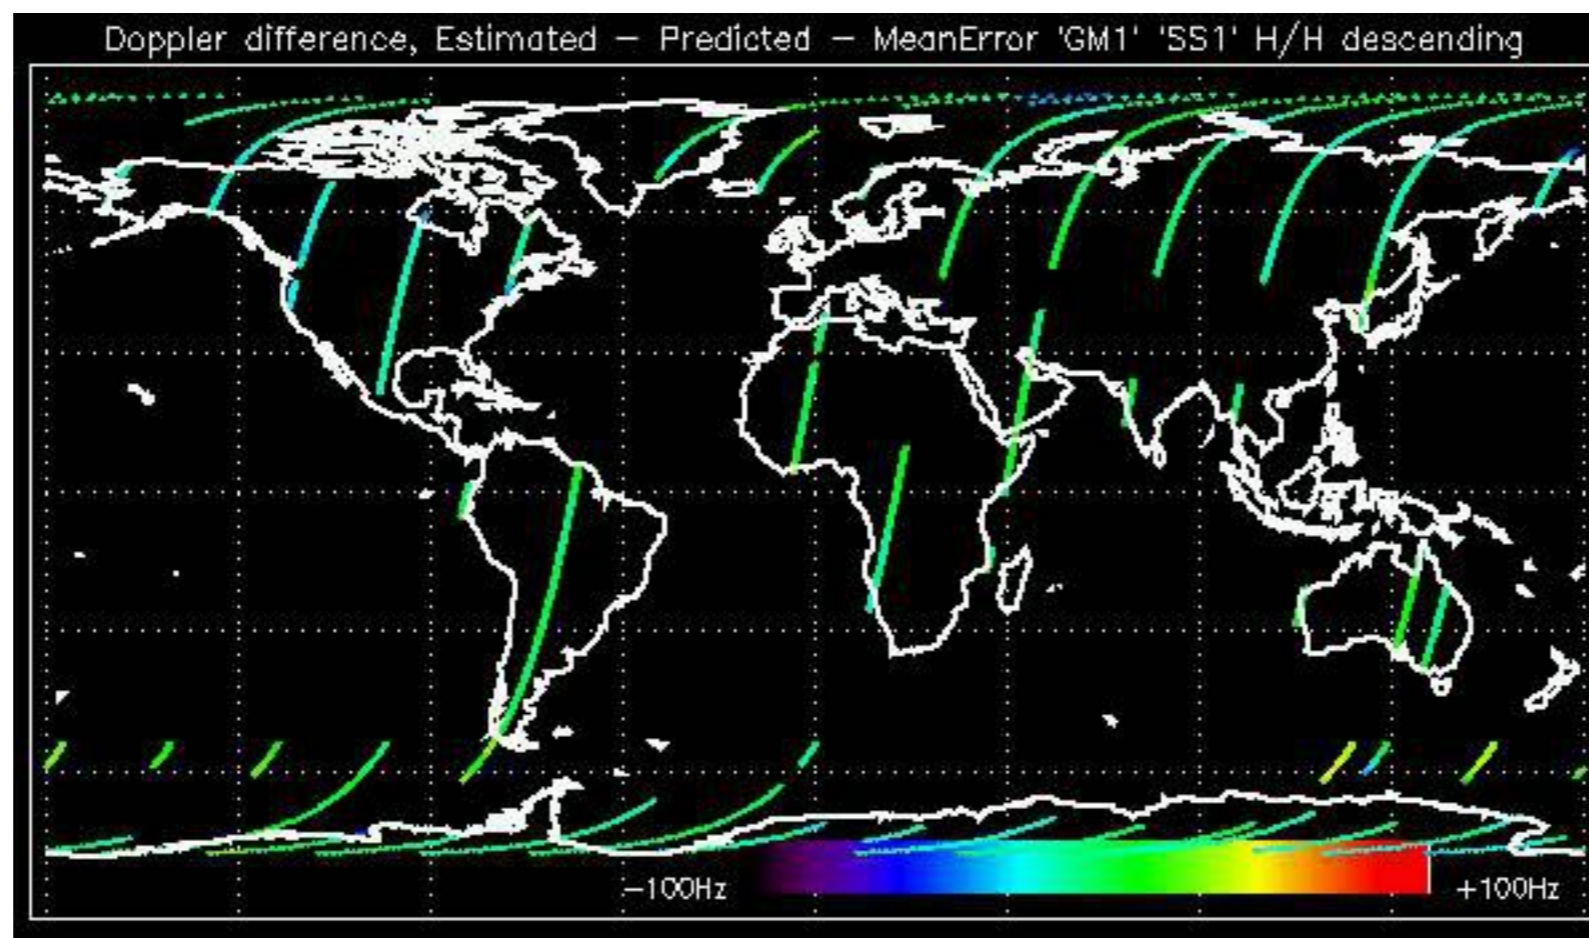 Doppler difference, Estimated – Predicted – MeanError 'GM1' 'SS1' H/H descending
-100Hz
+100Hz